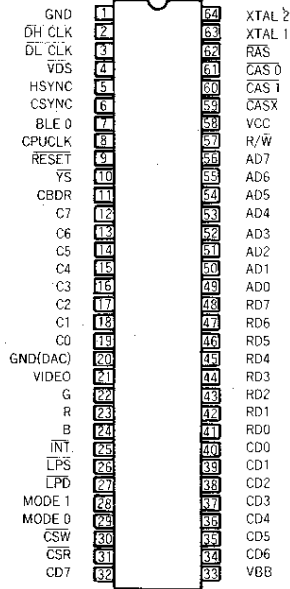 GND 1 64 XTAL 2
DH CLK 2 63 XTAL 1
DL CLK 3 62 RAS
VDS 4 61 CAS 0
HSYNC 5 60 CAS 1
CSYNC 6 59 CASX
BLE 0 7 58 VCC
CPUCLK 8 57 R/W
RESET 9 56 AD7
YS 10 55 AD6
CBDR 11 54 AD5
C7 12 53 AD4
C6 13 52 AD3
C5 14 51 AD2
C4 15 50 AD1
C3 16 49 AD0
C2 17 48 RD7
C1 18 47 RD6
C0 19 46 RD5
GND(DAC) 20 45 RD4
VIDEO 21 44 RD3
G 22 43 RD2
R 23 42 RD1
B 24 41 RD0
INT 25 40 CD0
LPS 26 39 CD1
LPD 27 38 CD2
MODE 1 28 37 CD3
MODE 0 29 36 CD4
CSW 30 35 CD5
CSR 31 34 CD6
CD7 32 33 VBB